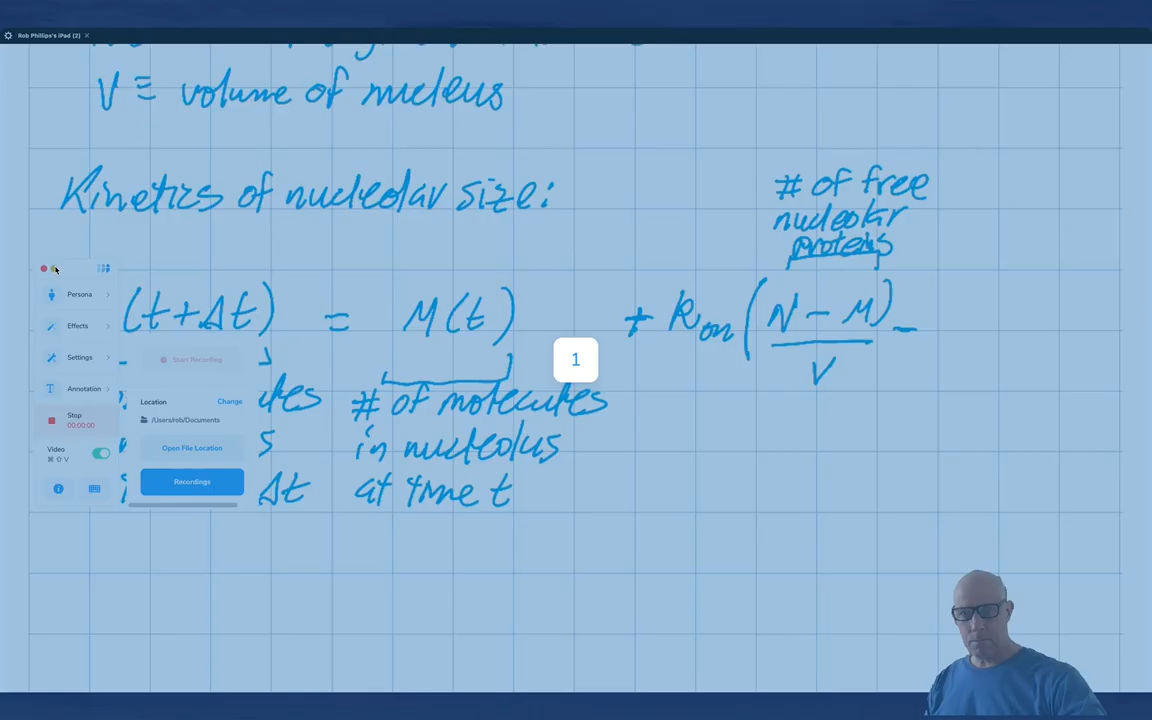 Rob Phillips's iPad (2)
V ≡ volume of nucleus
Kinetics of nucleolar size:
# of free
nucleolar
proteins
(t+Δt) = M(t) + k_on (N - M) -
V
# of molecules
in nucleolus
at time t
Δt
1
Persona
Effects
Settings
Annotation
Stop
00:00:00
Video
⌘ ⇧ V
Start Recording
Location
Change
/Users/rob/Documents
Open File Location
Recordings